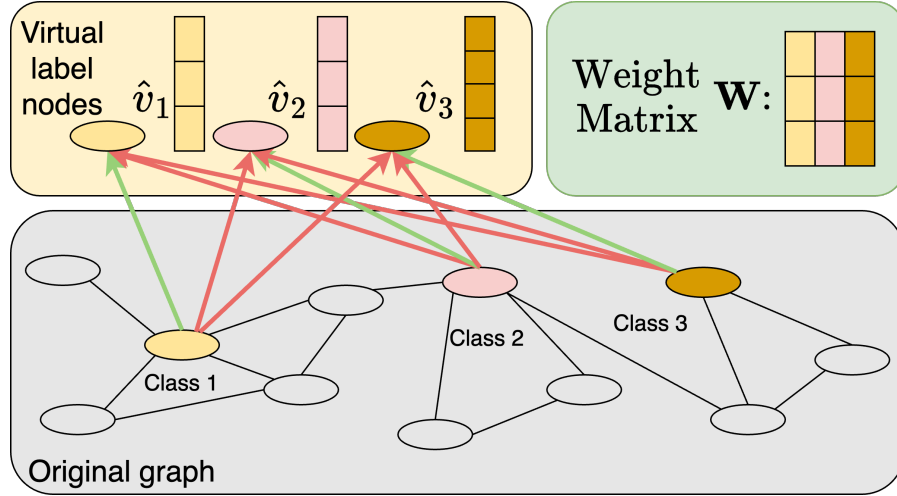 Virtual
label
nodes
v̂₁
v̂₂
v̂₃
Weight
Matrix W:
Class 1
Class 2
Class 3
Original graph